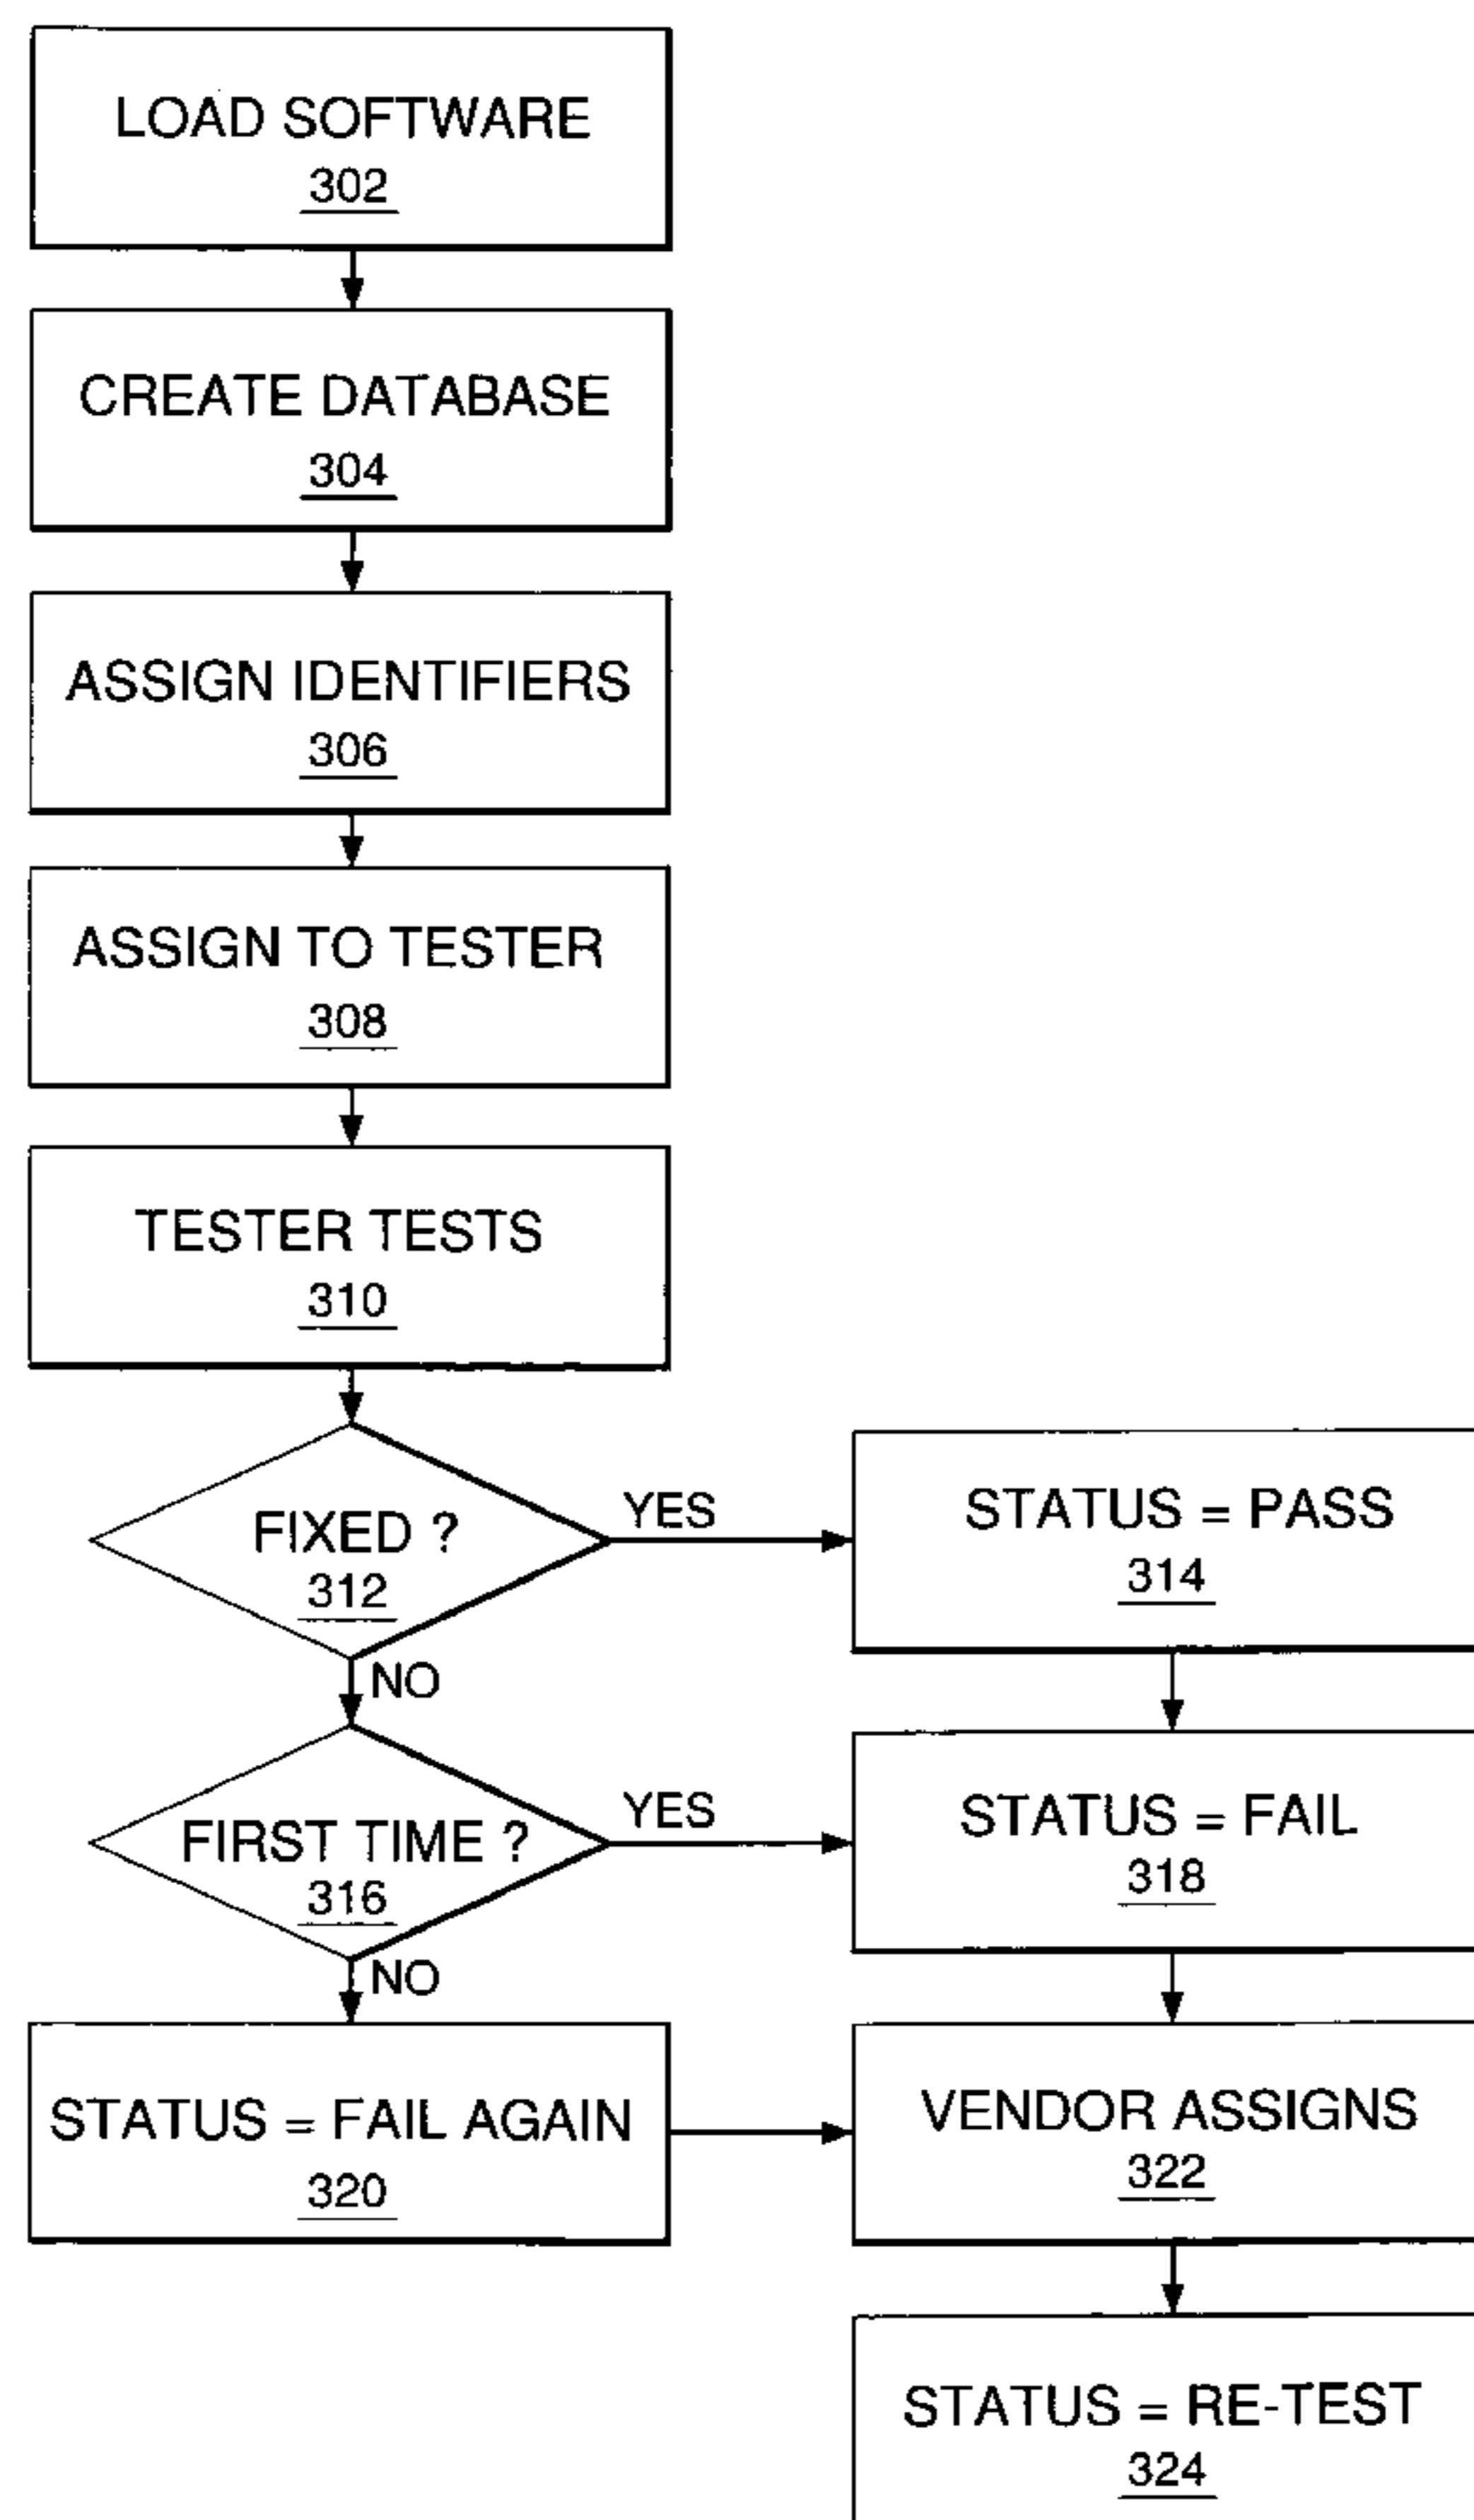 LOAD SOFTWARE
302
CREATE DATABASE
304
ASSIGN IDENTIFIERS
306
ASSIGN TO TESTER
308
TESTER TESTS
310
FIXED ?
312
YES
STATUS = PASS
314
NO
FIRST TIME ?
316
YES
STATUS = FAIL
318
NO
STATUS = FAIL AGAIN
320
VENDOR ASSIGNS
322
STATUS = RE-TEST
324